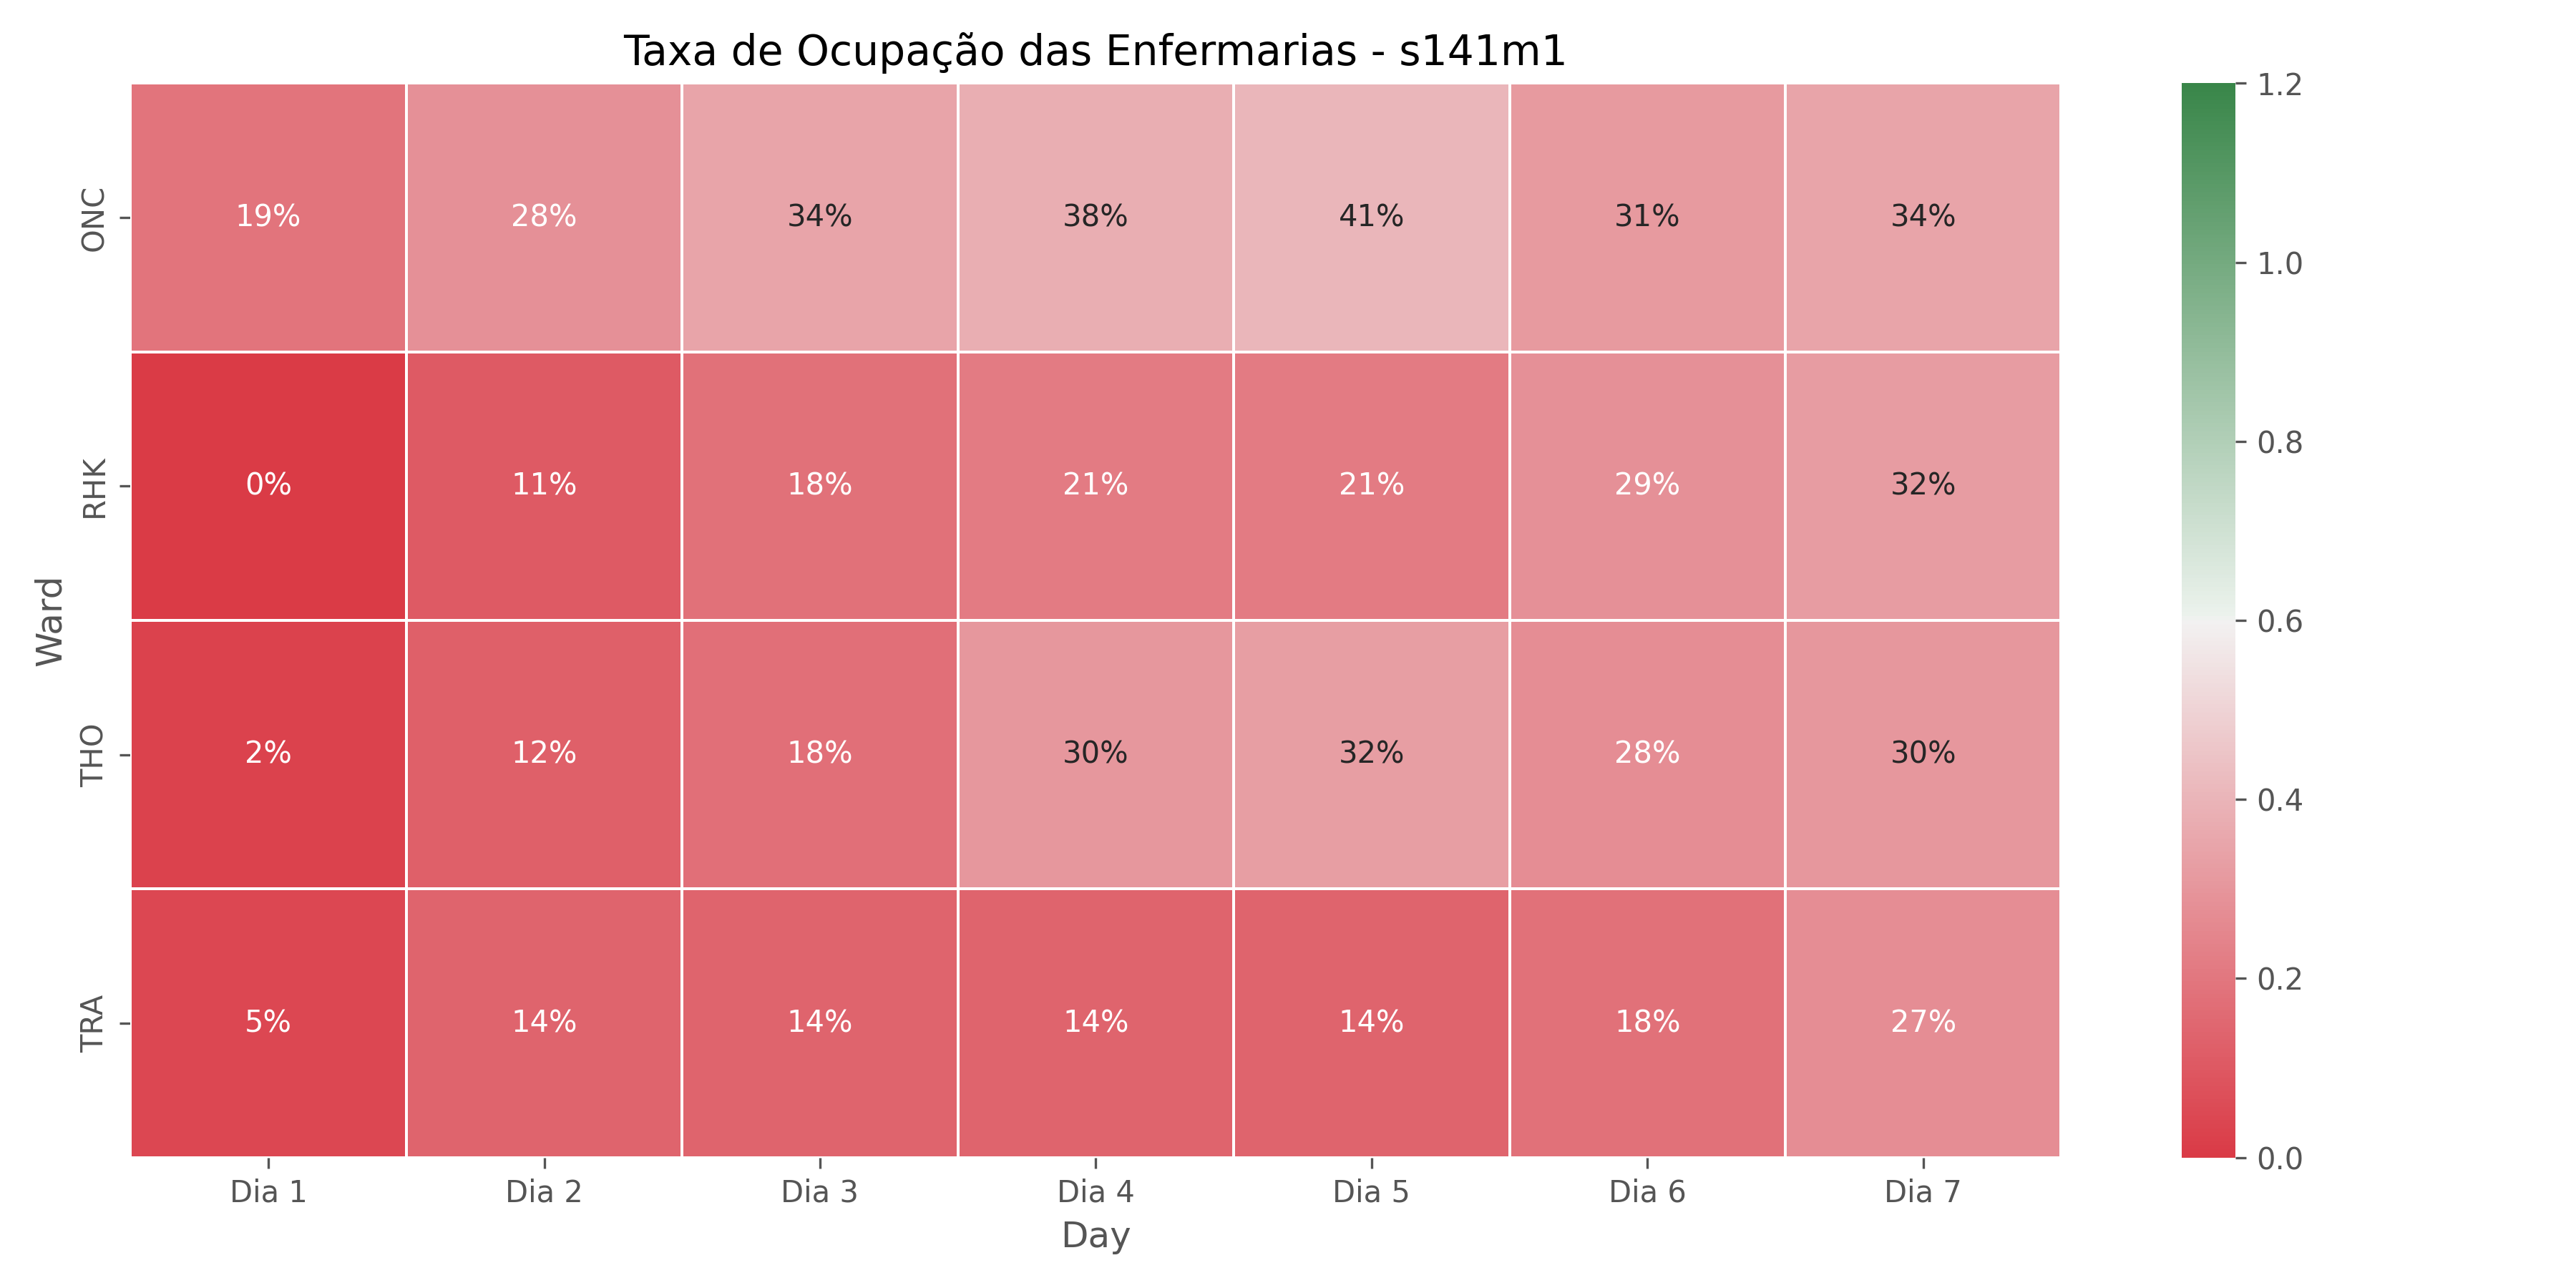 Taxa de Ocupação das Enfermarias - s141m1
Ward
ONC 19% 28% 34% 38% 41% 31% 34%
RHK 0% 11% 18% 21% 21% 29% 32%
THO 2% 12% 18% 30% 32% 28% 30%
TRA 5% 14% 14% 14% 14% 18% 27%
Dia 1 Dia 2 Dia 3 Dia 4 Dia 5 Dia 6 Dia 7
Day
1.2
1.0
0.8
0.6
0.4
0.2
0.0